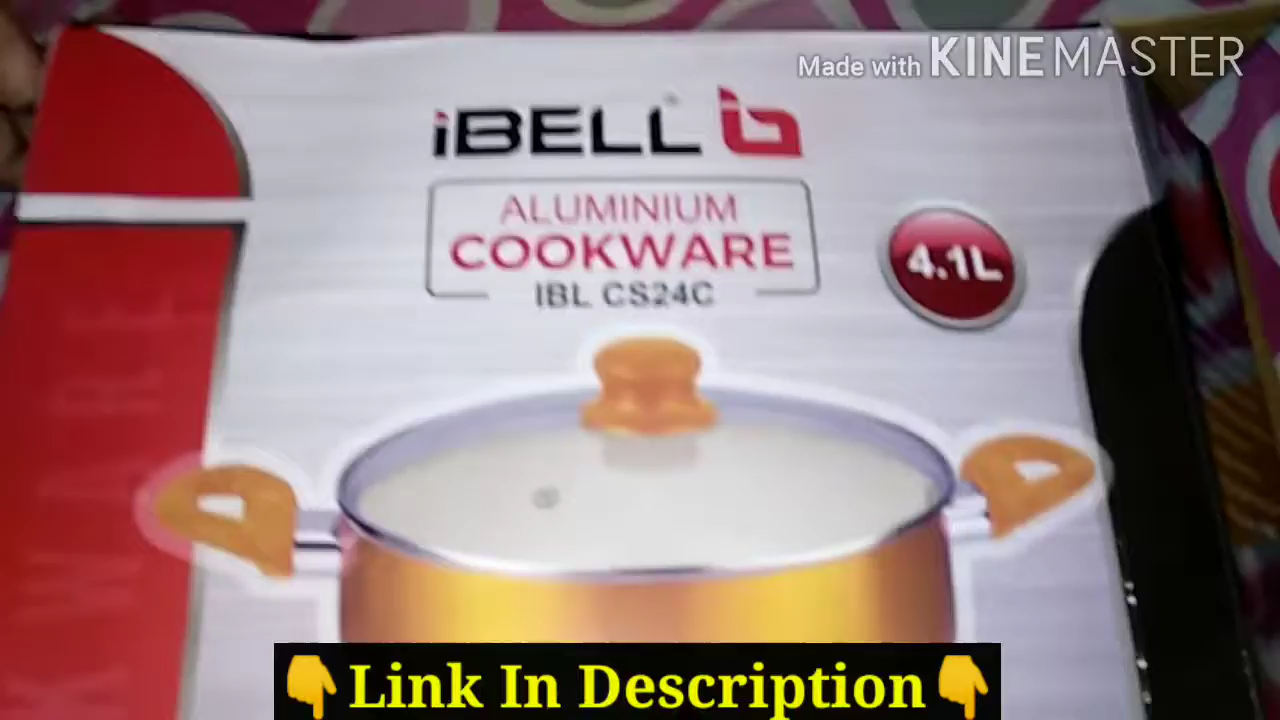 Made with KINEMASTER
iBELL
ALUMINIUM
COOKWARE
IBL CS24C
4.1L
👇Link In Description👇